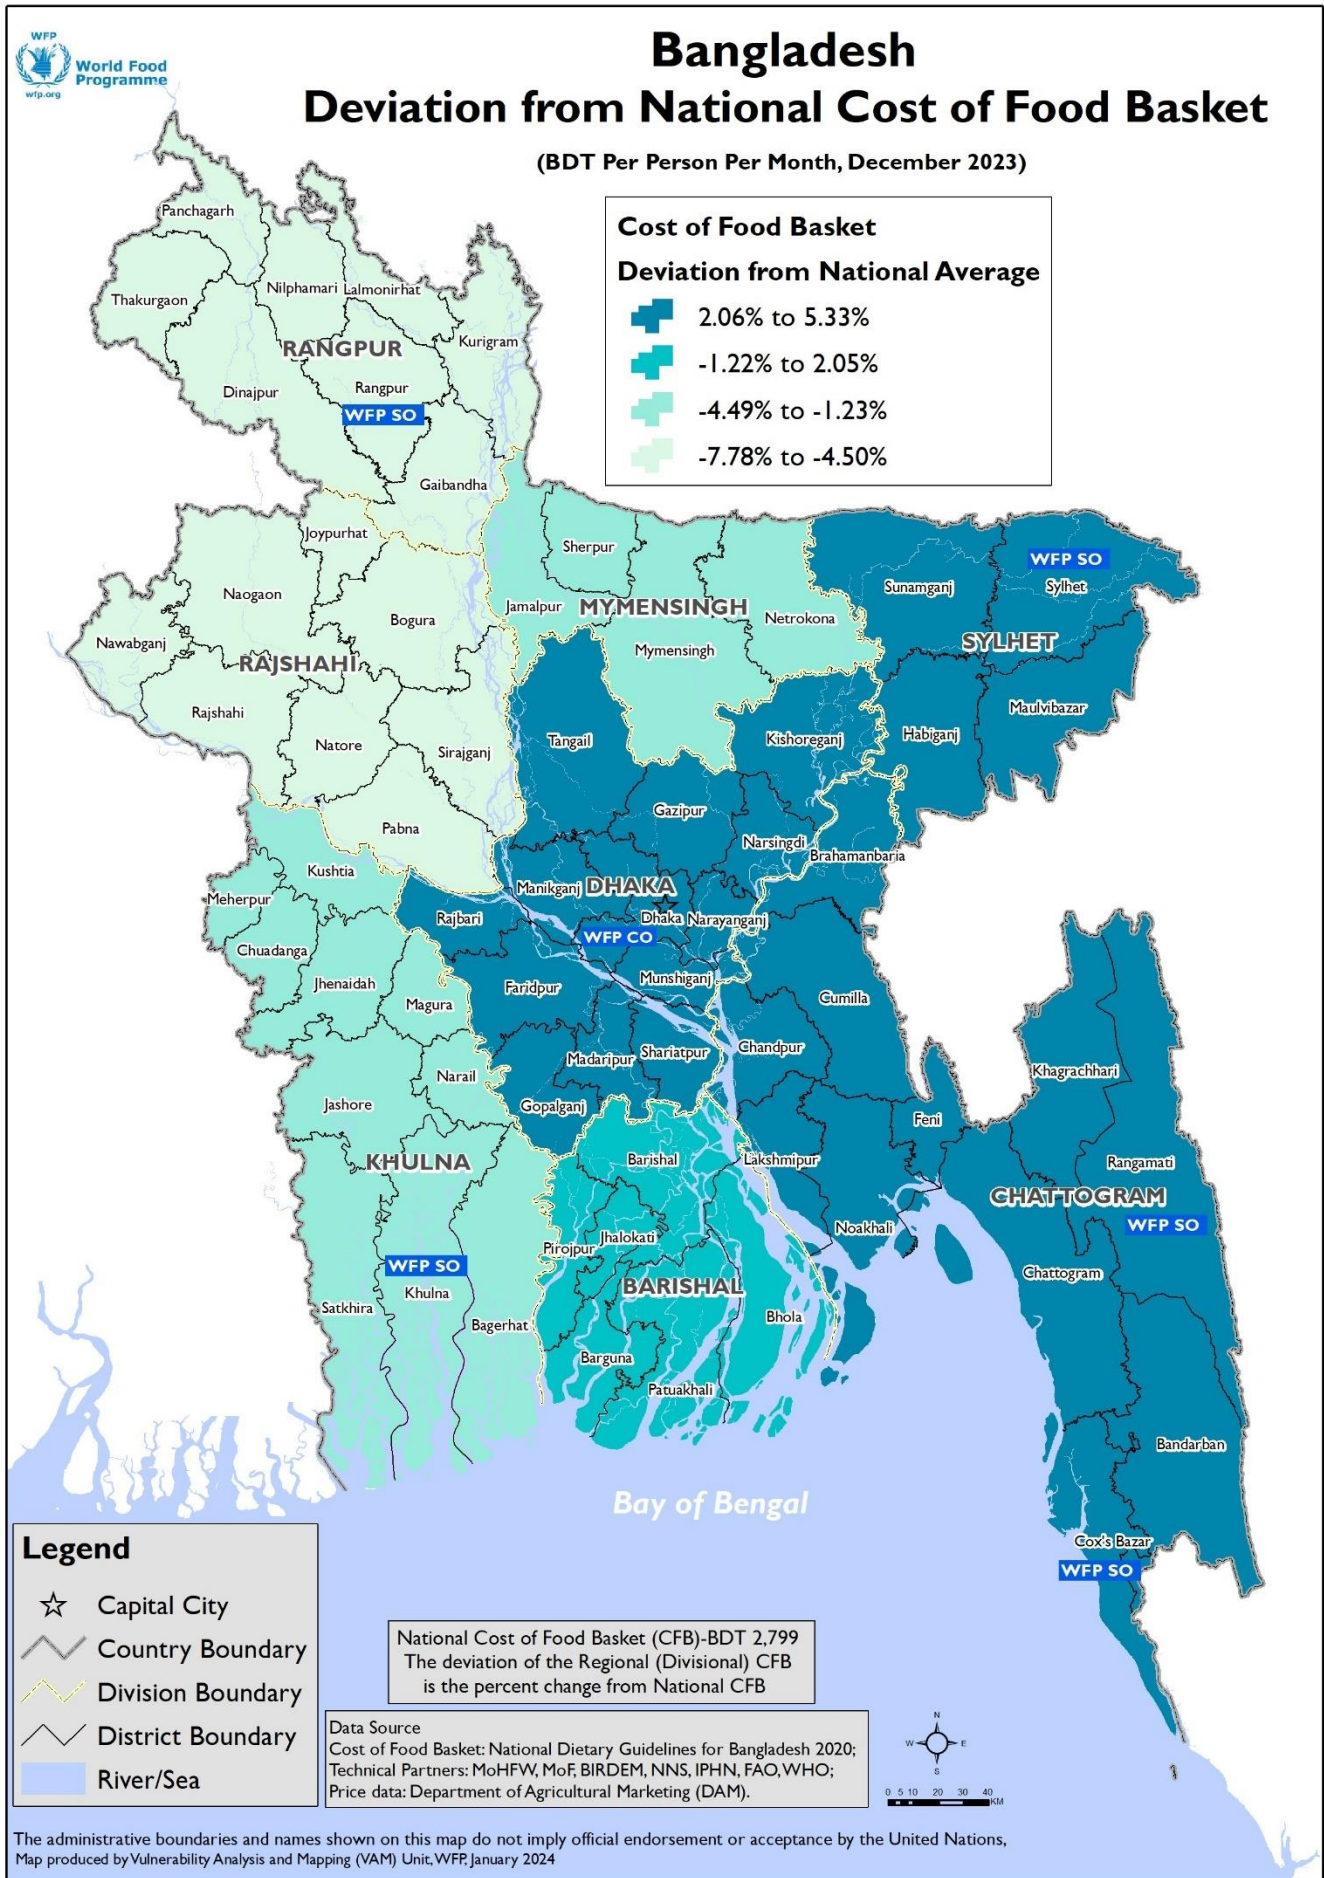 WFP
World Food
Programme
wfp.org
Bangladesh
Deviation from National Cost of Food Basket
(BDT Per Person Per Month, December 2023)
Cost of Food Basket
Deviation from National Average
2.06% to 5.33%
-1.22% to 2.05%
-4.49% to -1.23%
-7.78% to -4.50%
Panchagarh
Thakurgaon
Nilphamari
Lalmonirhat
Kurigram
RANGPUR
Dinajpur
Rangpur
WFP SO
Gaibandha
Joypurhat
Naogaon
Bogura
Nawabganj
RAJSHAHI
Rajshahi
Natore
Sirajganj
Pabna
Sherpur
Jamalpur
MYMENSINGH
Netrokona
Mymensingh
Sunamganj
WFP SO
Sylhet
SYLHET
Maulvibazar
Habiganj
Tangail
Kishoreganj
Gazipur
Narsingdi
Brahamanbaria
Manikganj
DHAKA
Dhaka
Narayanganj
WFP CO
Rajbari
Munshiganj
Faridpur
Madaripur
Shariatpur
Gopalganj
Kushtia
Meherpur
Chuadanga
Jhenaidah
Magura
Narail
Jashore
KHULNA
WFP SO
Khulna
Satkhira
Bagerhat
Barishal
Jhalokati
Pirojpur
BARISHAL
Bhola
Barguna
Patuakhali
Cumilla
Chandpur
Feni
Lakshmipur
Noakhali
Khagrachhari
Rangamati
CHATTOGRAM
WFP SO
Chattogram
Bandarban
Cox's Bazar
WFP SO
Bay of Bengal
Legend
Capital City
Country Boundary
Division Boundary
District Boundary
River/Sea
National Cost of Food Basket (CFB)-BDT 2,799
The deviation of the Regional (Divisional) CFB
is the percent change from National CFB
Data Source
Cost of Food Basket: National Dietary Guidelines for Bangladesh 2020;
Technical Partners: MoHFW, MoF, BIRDEM, NNS, IPHN, FAO, WHO;
Price data: Department of Agricultural Marketing (DAM).
N
W
E
S
0 5 10 20 30 40
KM
The administrative boundaries and names shown on this map do not imply official endorsement or acceptance by the United Nations,
Map produced by Vulnerability Analysis and Mapping (VAM) Unit, WFP, January 2024